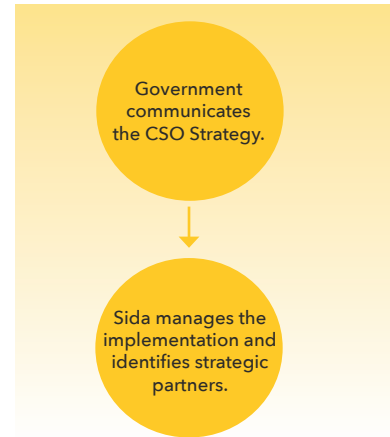 Government
communicates
the CSO Strategy.
Sida manages the
implementation and
identifies strategic
partners.